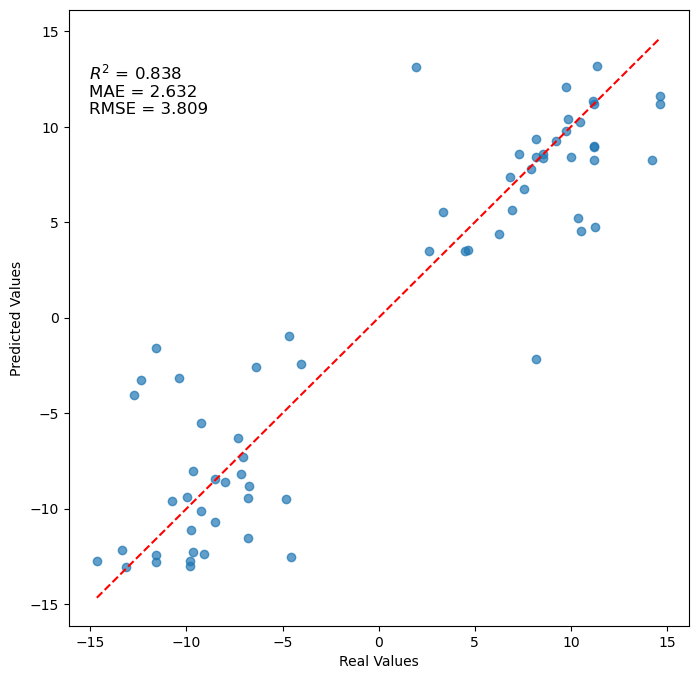 15
10
5
0
−5
−10
−15
Predicted Values
R² = 0.838
MAE = 2.632
RMSE = 3.809
−15 −10 −5 0 5 10 15
Real Values